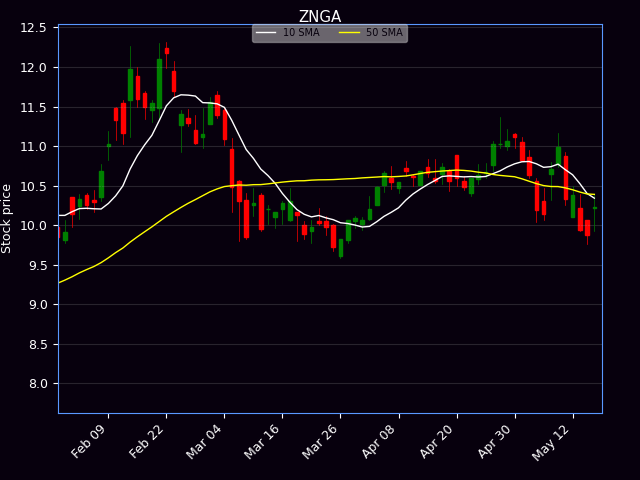 ZNGA
10 SMA
50 SMA
Stock price
12.5
12.0
11.5
11.0
10.5
10.0
9.5
9.0
8.5
8.0
Feb 09
Feb 22
Mar 04
Mar 16
Mar 26
Apr 08
Apr 20
Apr 30
May 12